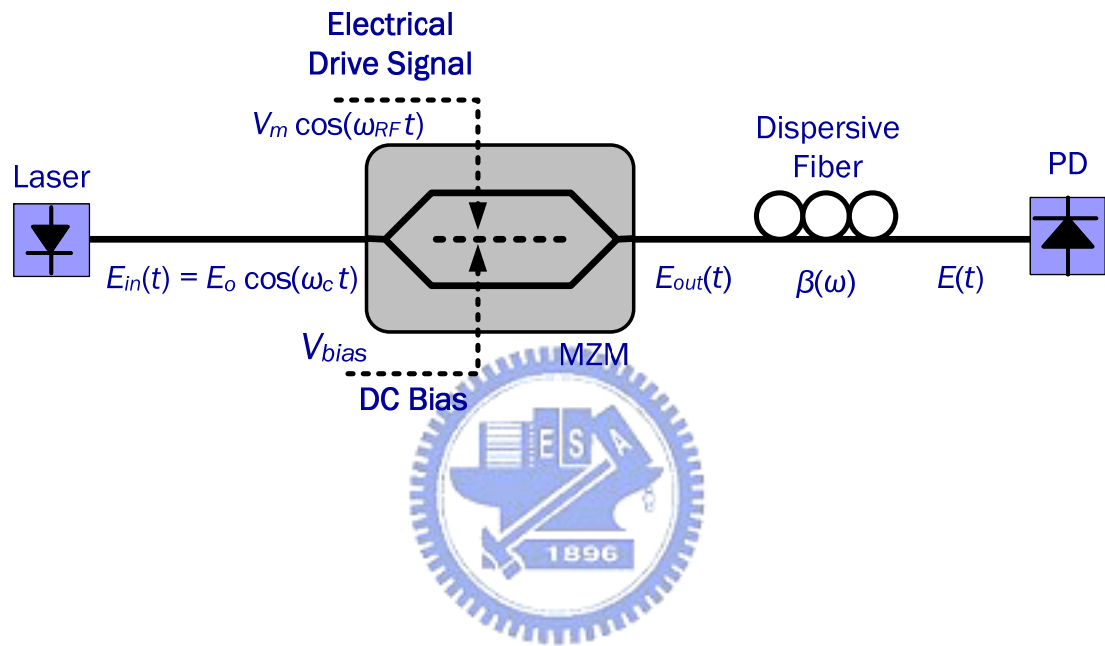 Electrical
Drive Signal
Vm cos(ωRF t)
Dispersive
Fiber
PD
Laser
Ein(t) = Eo cos(ωc t)
Eout(t)
β(ω)
E(t)
Vbias
MZM
DC Bias
E S A
1896